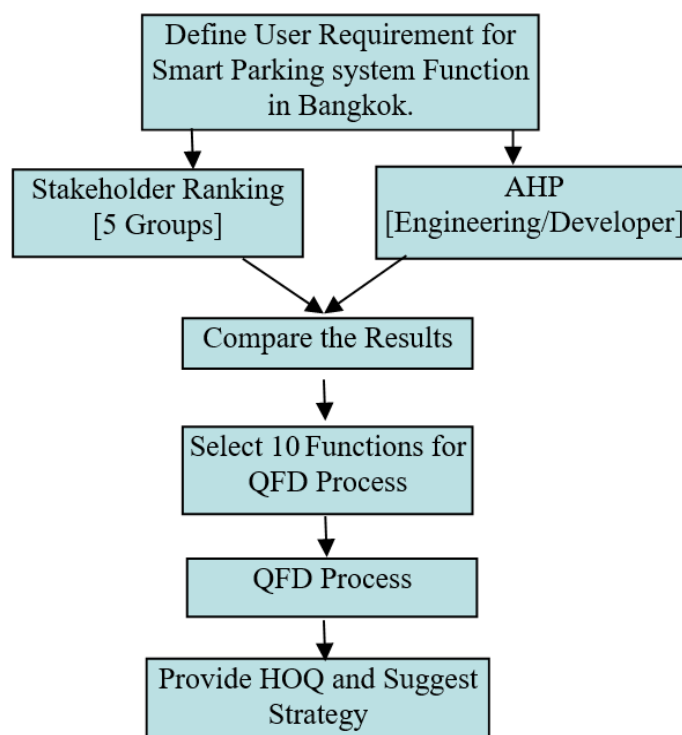 Define User Requirement for
Smart Parking system Function
in Bangkok.
Stakeholder Ranking
[5 Groups]
AHP
[Engineering/Developer]
Compare the Results
Select 10 Functions for
QFD Process
QFD Process
Provide HOQ and Suggest
Strategy